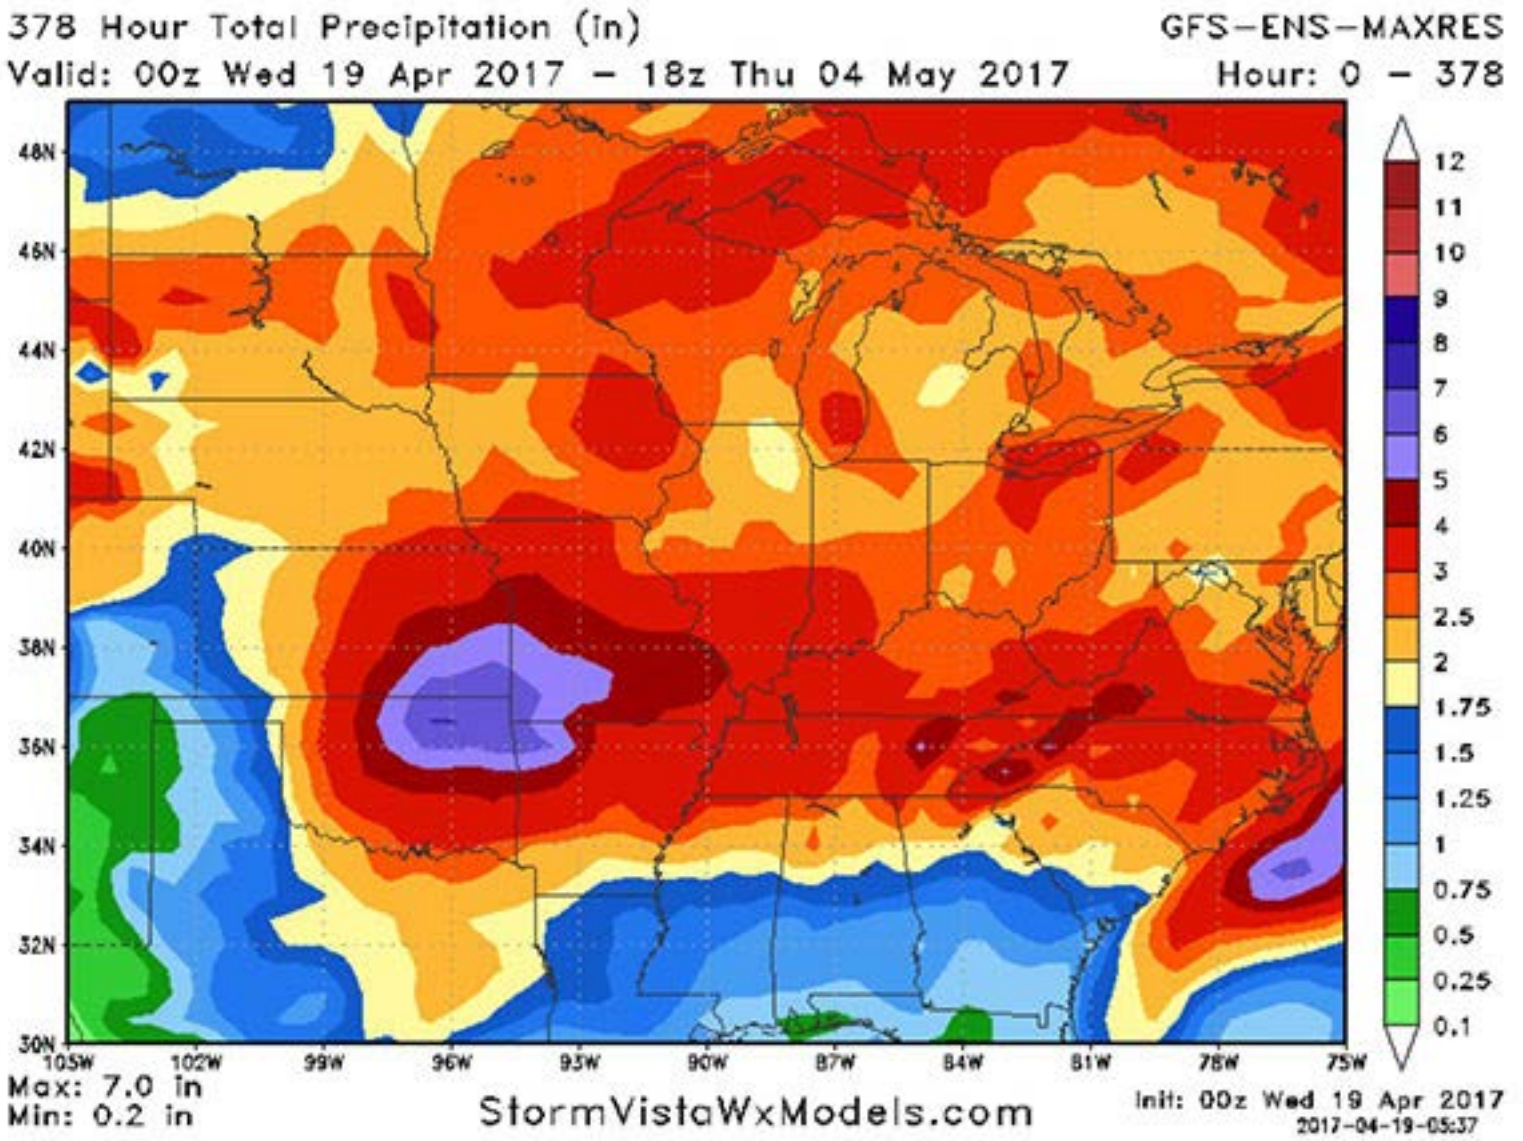 378 Hour Total Precipitation (in)
GFS-ENS-MAXRES
Valid: 00z Wed 19 Apr 2017 – 18z Thu 04 May 2017
Hour: 0 – 378
48N
46N
44N
42N
40N
38N
36N
34N
32N
30N
105W 102W 99W 96W 93W 90W 87W 84W 81W 78W 75W
12
11
10
9
8
7
6
5
4
3
2.5
2
1.75
1.5
1.25
1
0.75
0.5
0.25
0.1
Max: 7.0 in
Min: 0.2 in
StormVistaWxModels.com
Init: 00z Wed 19 Apr 2017
2017-04-19-05:37